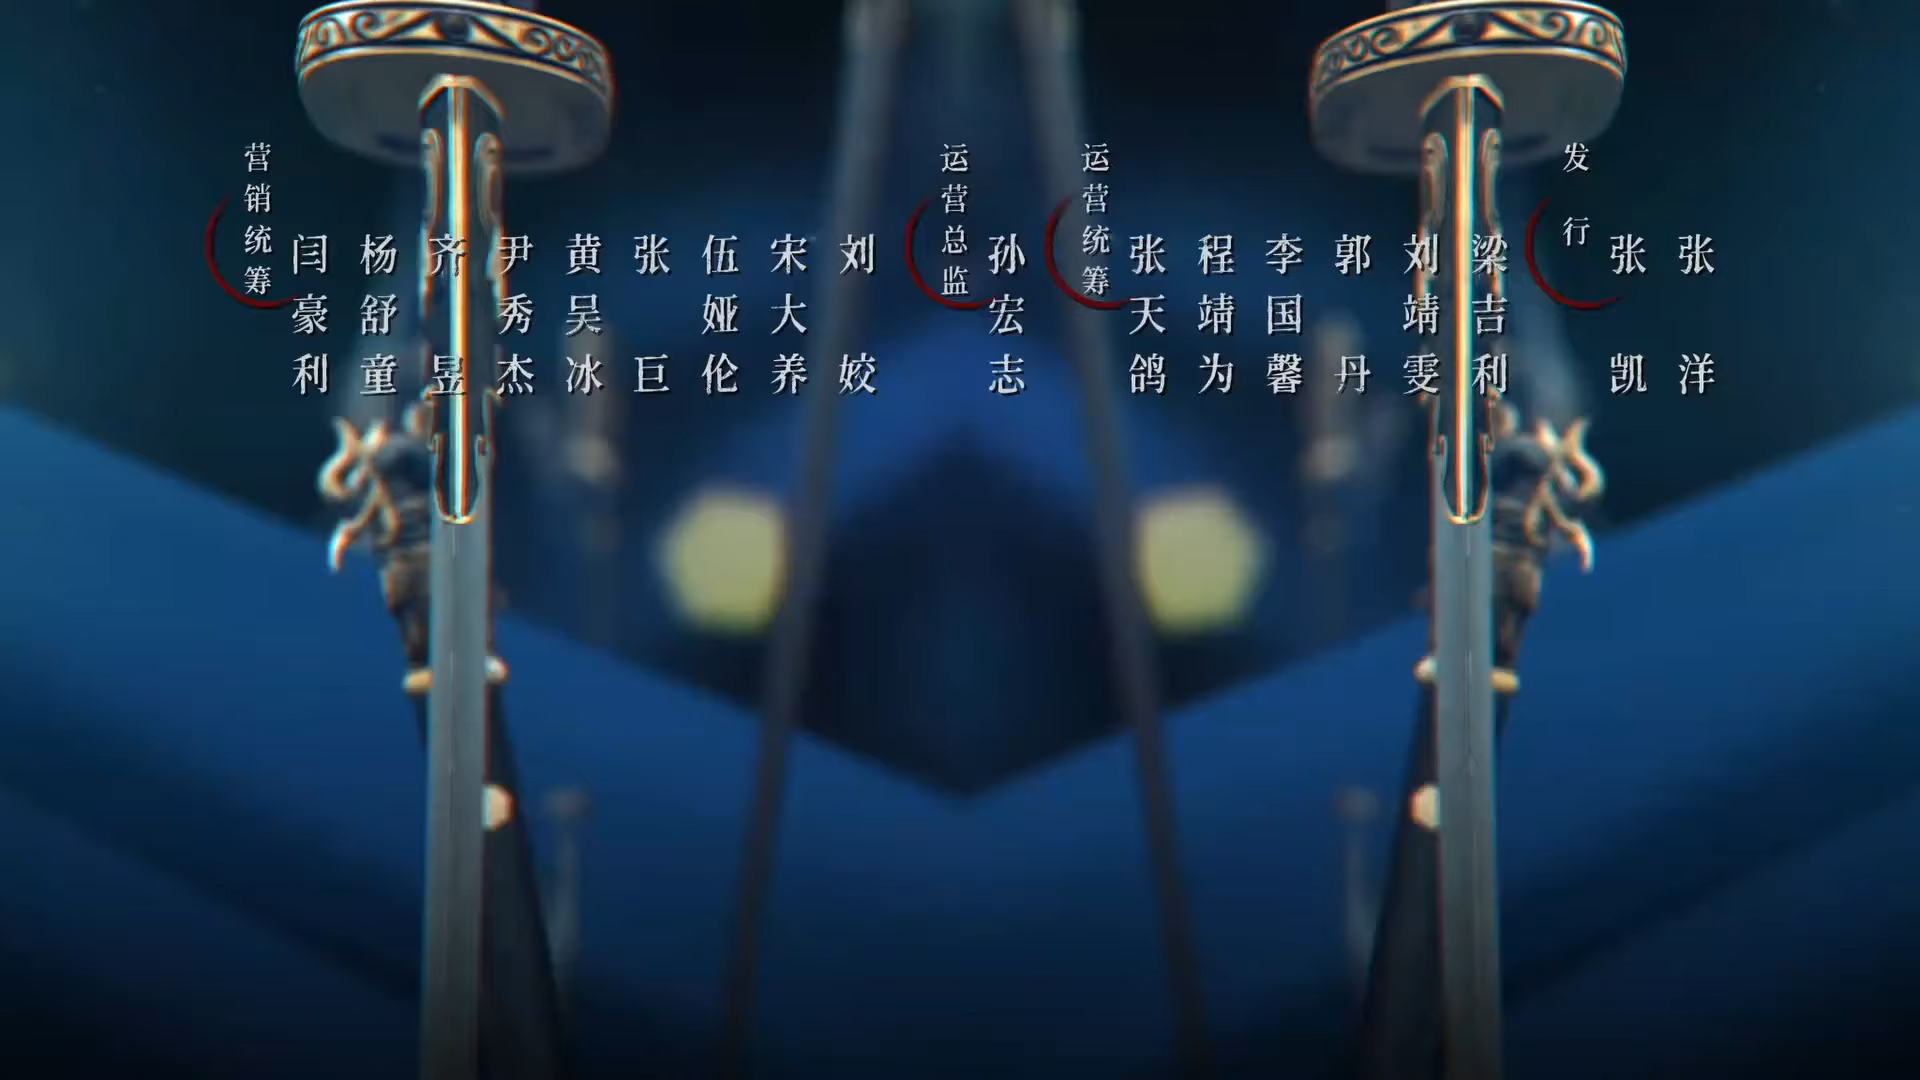 营销统筹
闫豪利
杨舒童
齐昱
尹秀杰
黄吴冰
张巨
伍娅伦
宋大养
刘姣
运营总监
孙宏志
运营统筹
张天鸽
程靖为
李国馨
郭丹
刘靖雯
梁吉利
发行
张凯
张洋